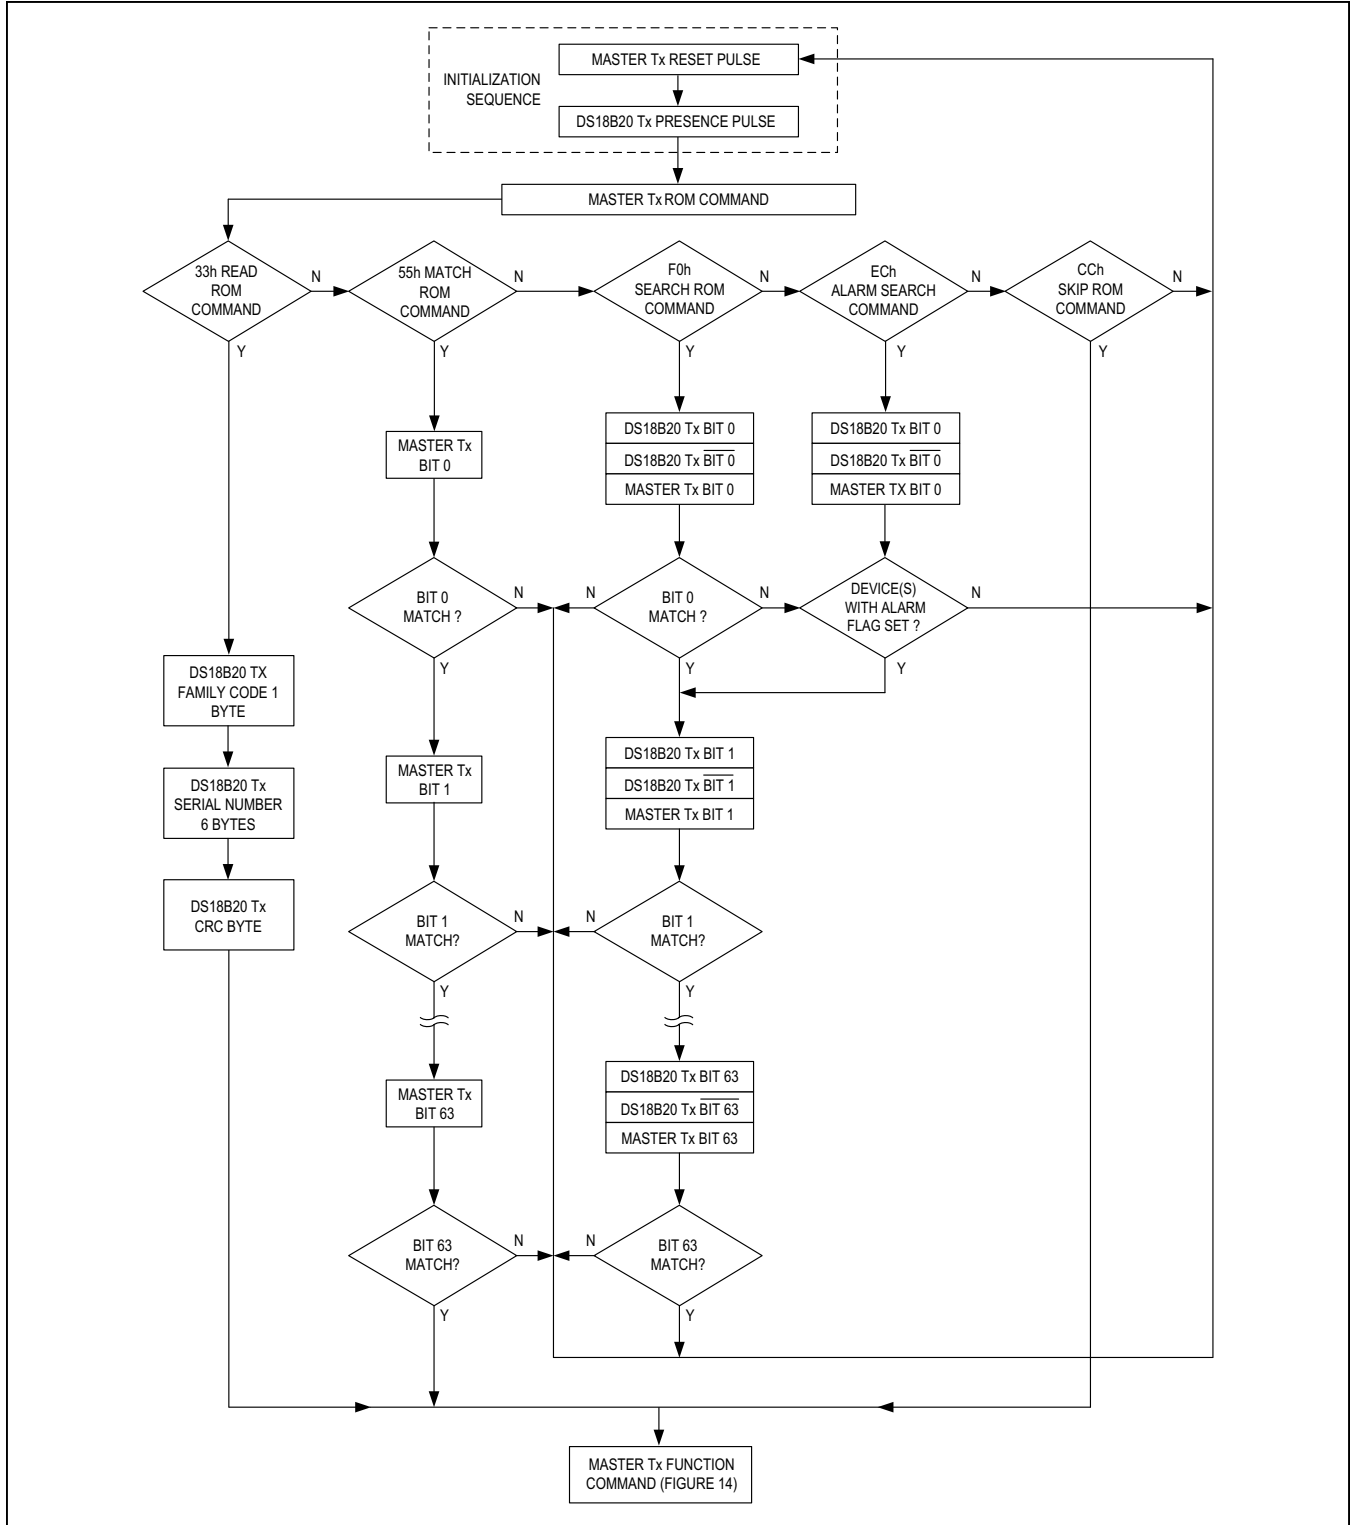 INITIALIZATION
SEQUENCE
MASTER Tx RESET PULSE
DS18B20 Tx PRESENCE PULSE
MASTER Tx ROM COMMAND
33h READ
ROM
COMMAND
N
Y
55h MATCH
ROM
COMMAND
N
Y
F0h
SEARCH ROM
COMMAND
N
Y
ECh
ALARM SEARCH
COMMAND
N
Y
CCh
SKIP ROM
COMMAND
N
Y
MASTER Tx
BIT 0
DS18B20 Tx BIT 0
DS18B20 Tx BIT 0
MASTER Tx BIT 0
DS18B20 Tx BIT 0
DS18B20 Tx BIT 0
MASTER TX BIT 0
BIT 0
MATCH ?
N
Y
N
BIT 0
MATCH ?
N
Y
DEVICE(S)
WITH ALARM
FLAG SET ?
N
Y
DS18B20 TX
FAMILY CODE 1
BYTE
DS18B20 Tx
SERIAL NUMBER
6 BYTES
DS18B20 Tx
CRC BYTE
MASTER Tx
BIT 1
DS18B20 Tx BIT 1
DS18B20 Tx BIT 1
MASTER Tx BIT 1
BIT 1
MATCH?
N
Y
N
BIT 1
MATCH?
Y
MASTER Tx
BIT 63
DS18B20 Tx BIT 63
DS18B20 Tx BIT 63
MASTER Tx BIT 63
BIT 63
MATCH?
N
Y
N
BIT 63
MATCH?
Y
MASTER Tx FUNCTION
COMMAND (FIGURE 14)